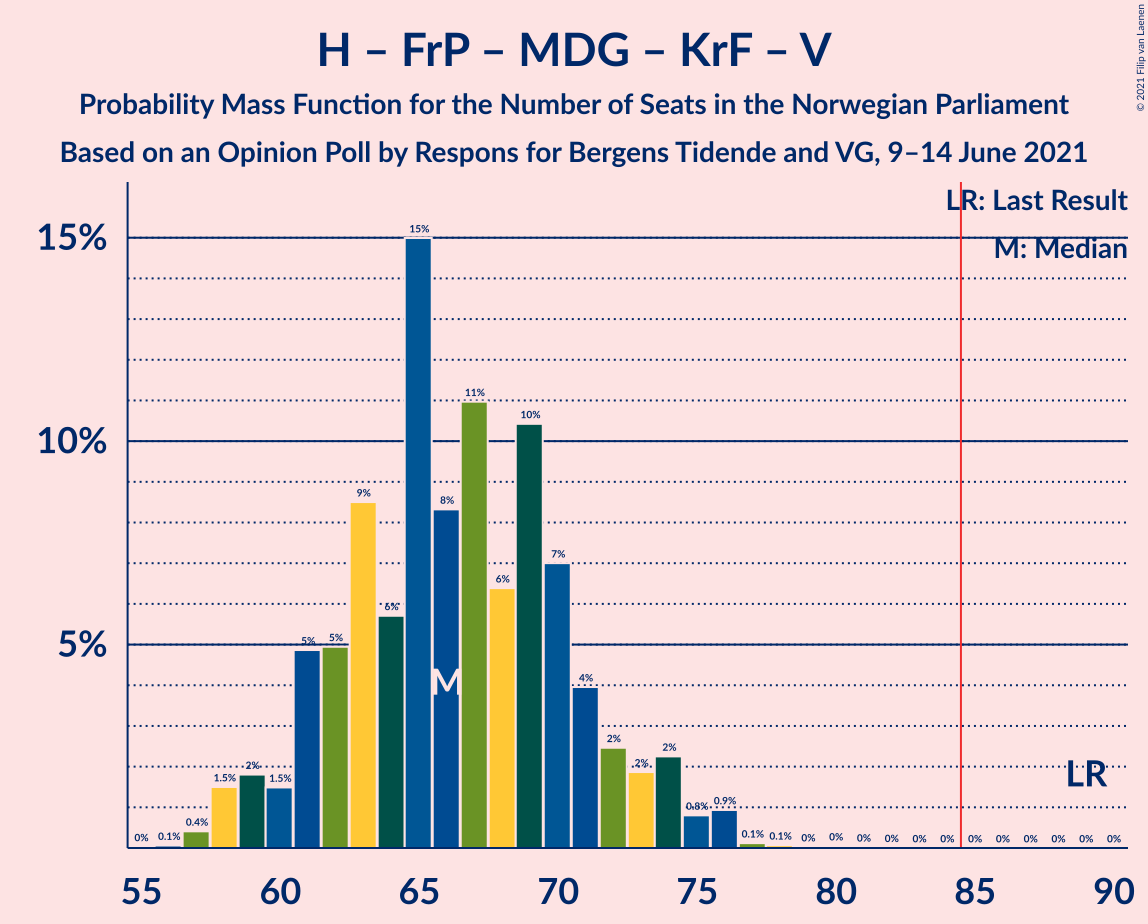 H – FrP – MDG – KrF – V
Probability Mass Function for the Number of Seats in the Norwegian Parliament
Based on an Opinion Poll by Respons for Bergens Tidende and VG, 9–14 June 2021
© 2021 Filip van Laenen
LR: Last Result
M: Median
15%
10%
5%
0% 0.1% 0.4% 1.5% 2% 1.5% 5% 5% 9% 6% 15% 8% 11% 6% 10% 7% 4% 2% 2% 2% 0.8% 0.9% 0.1% 0.1% 0% 0% 0% 0% 0% 0% 0% 0% 0% 0% 0% 0%
M
LR
55 60 65 70 75 80 85 90